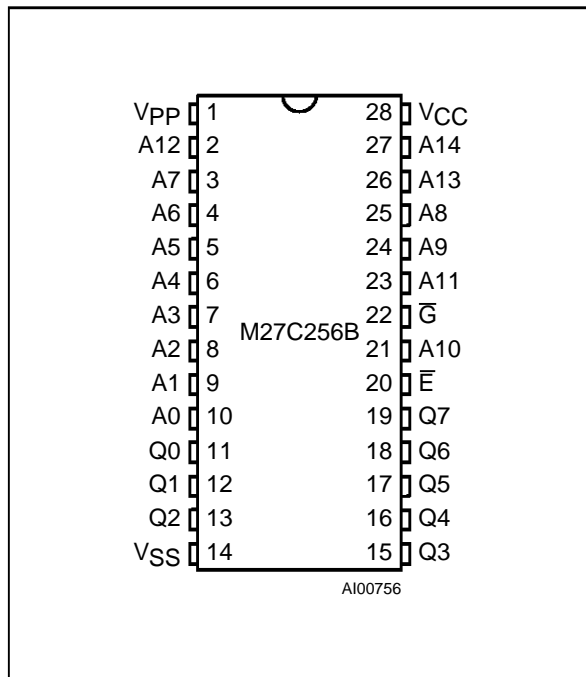 VPP 1 28 VCC
A12 2 27 A14
A7 3 26 A13
A6 4 25 A8
A5 5 24 A9
A4 6 23 A11
A3 7 22 G̅
M27C256B
A2 8 21 A10
A1 9 20 E̅
A0 10 19 Q7
Q0 11 18 Q6
Q1 12 17 Q5
Q2 13 16 Q4
VSS 14 15 Q3
AI00756